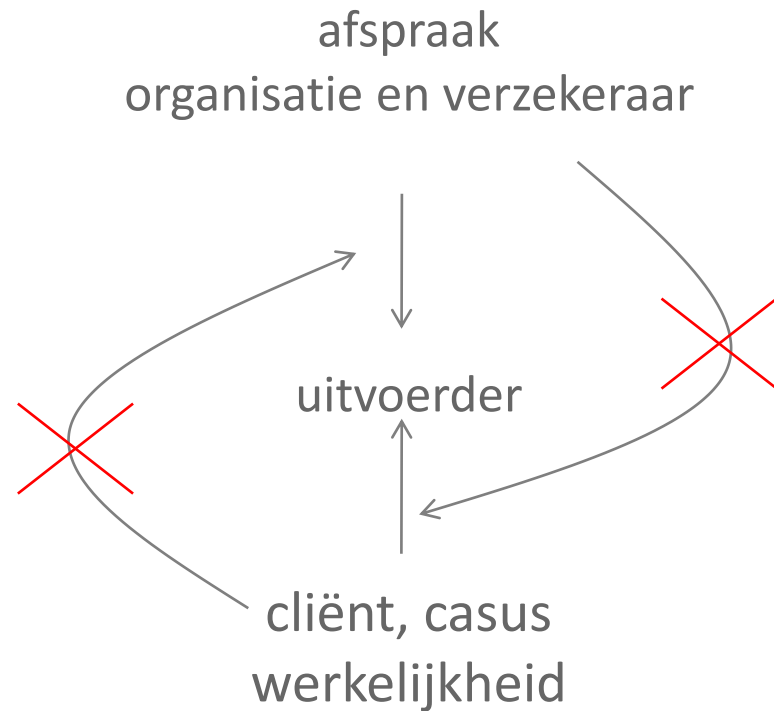 afspraak
organisatie en verzekeraar
uitvoerder
cliënt, casus
werkelijkheid